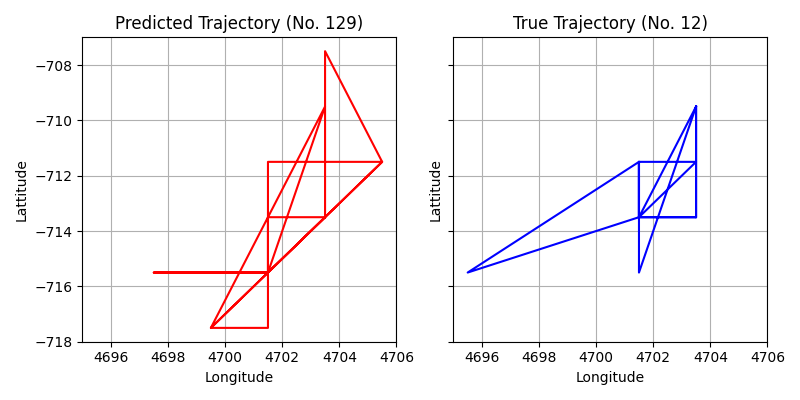 Predicted Trajectory (No. 129)
True Trajectory (No. 12)
−708
−710
−712
−714
−716
−718
Lattitude
Lattitude
4696 4698 4700 4702 4704 4706
4696 4698 4700 4702 4704 4706
Longitude
Longitude